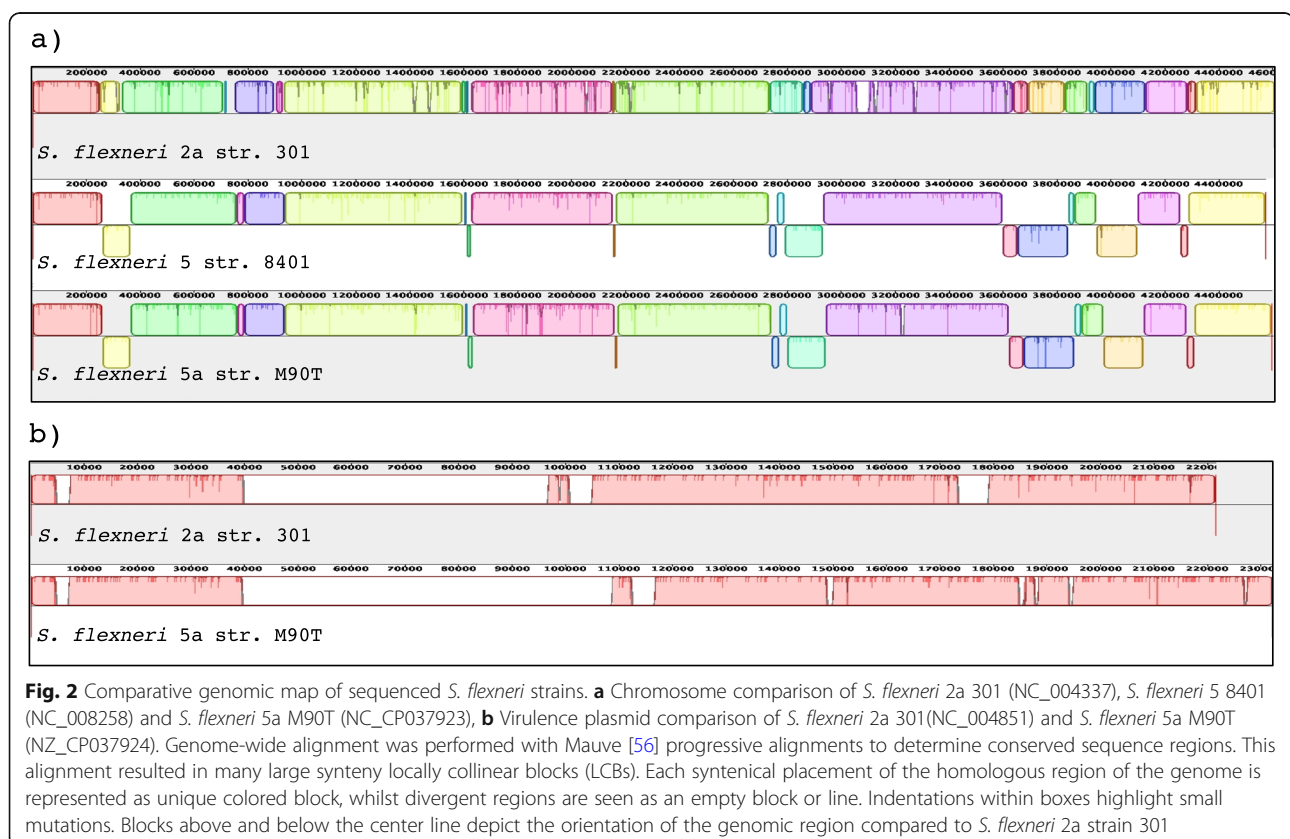 a)
200000 400000 600000 800000 1000000 1200000 1400000 1600000 1800000 2000000 2200000 2400000 2600000 2800000 3000000 3200000 3400000 3600000 3800000 4000000 4200000 4400000 4600
S. flexneri 2a str. 301
200000 400000 600000 800000 1000000 1200000 1400000 1600000 1800000 2000000 2200000 2400000 2600000 2800000 3000000 3200000 3400000 3600000 3800000 4000000 4200000 4400000
S. flexneri 5 str. 8401
200000 400000 600000 800000 1000000 1200000 1400000 1600000 1800000 2000000 2200000 2400000 2600000 2800000 3000000 3200000 3400000 3600000 3800000 4000000 4200000 4400000
S. flexneri 5a str. M90T
b)
10000 20000 30000 40000 50000 60000 70000 80000 90000 100000 110000 120000 130000 140000 150000 160000 170000 180000 190000 200000 210000 22000
S. flexneri 2a str. 301
10000 20000 30000 40000 50000 60000 70000 80000 90000 100000 110000 120000 130000 140000 150000 160000 170000 180000 190000 200000 210000 220000 23000
S. flexneri 5a str. M90T
Fig. 2 Comparative genomic map of sequenced S. flexneri strains. a Chromosome comparison of S. flexneri 2a 301 (NC_004337), S. flexneri 5 8401
(NC_008258) and S. flexneri 5a M90T (NC_CP037923), b Virulence plasmid comparison of S. flexneri 2a 301(NC_004851) and S. flexneri 5a M90T
(NZ_CP037924). Genome-wide alignment was performed with Mauve [56] progressive alignments to determine conserved sequence regions. This
alignment resulted in many large synteny locally collinear blocks (LCBs). Each syntenical placement of the homologous region of the genome is
represented as unique colored block, whilst divergent regions are seen as an empty block or line. Indentations within boxes highlight small
mutations. Blocks above and below the center line depict the orientation of the genomic region compared to S. flexneri 2a strain 301